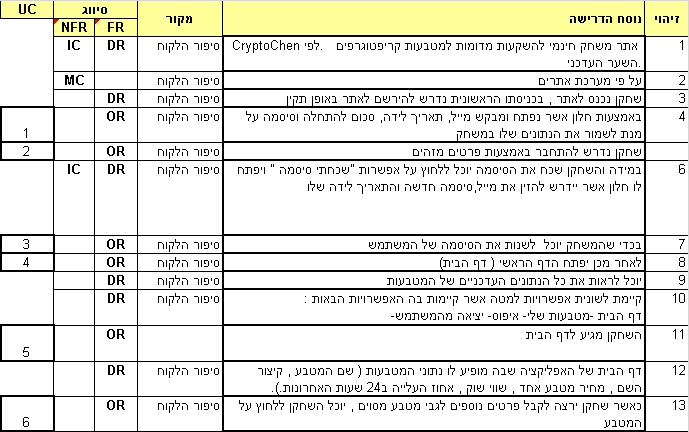 זיהוי נוסח הדרישה מקור סיווג UC
FR NFR
1 אתר משחק חינמי להשקעות מדומות למטבעות קריפטוגרפים . לפי CryptoChen סיפור הלקוח DR IC
.השער העדכני
2 על פי מערכת אתרים סיפור הלקוח MC
3 שחקן נכנס לאתר , בכניסתו הראשונית נדרש להירשם לאתר באופן תקין סיפור הלקוח DR
4 באמצעות חלון אשר נפתח ומבקש מייל, תאריך לידה, סכום להתחלה וסיסמה על סיפור הלקוח OR
מנת לשמור את הנתונים שלו במשחק 1
5 שחקן נדרש להתחבר באמצעות פרטים מזהים סיפור הלקוח OR 2
6 במידה והשחקן שכח את הסיסמה יוכל ללחוץ על אפשרות "שכחתי סיסמה " ויפתח סיפור הלקוח DR IC
לו חלון אשר יידרש להזין את מייל,סיסמה חדשה והתאריך לידה שלו
7 בכדי שהמשחק יוכל לשנות את הסיסמה של המשתמש סיפור הלקוח OR 3
8 לאחר מכן יפתח הדף הראשי ( דף הבית) סיפור הלקוח OR 4
9 יוכל לראות את כל הנתונים העדכניים של המטבעות סיפור הלקוח DR
10 קיימת לשונית אפשרויות למטה אשר קיימות בה האפשרויות הבאות : סיפור הלקוח DR
דף הבית -מטבעות שלי- איפוס- יציאה מהמשתמש-
11 השחקן מגיע לדף הבית סיפור הלקוח OR
5
12 דף הבית של האפליקציה שבה מופיע לו נתוני המטבעות ( שם המטבע , קיצור סיפור הלקוח DR
השם , מחיר מטבע אחד , שווי שוק , אחוז העלייה ב24 שעות האחרונות.).
13 כאשר שחקן ירצה לקבל פרטים נוספים לגבי מטבע מסוים , יוכל השחקן ללחוץ על סיפור הלקוח OR
המטבע 6